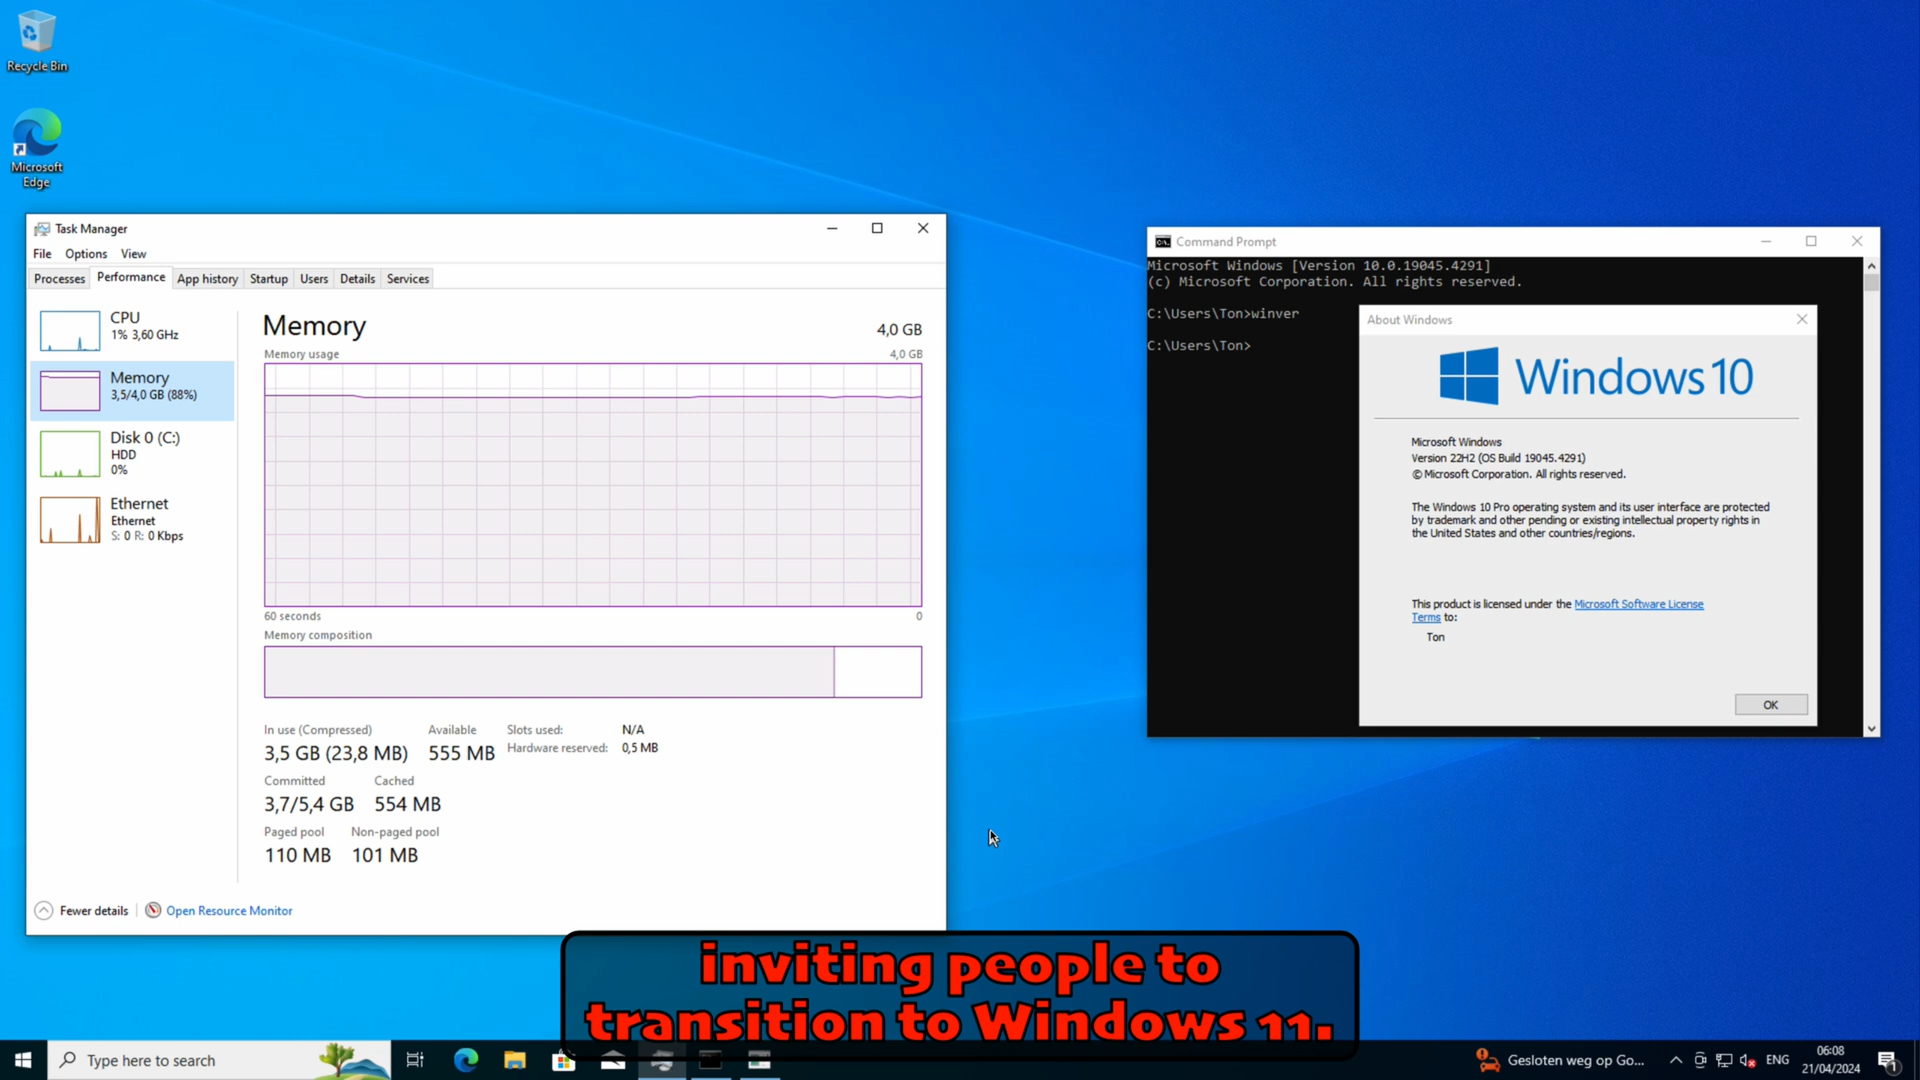 Recycle Bin
Microsoft
Edge
Task Manager
File Options View
Processes Performance App history Startup Users Details Services
CPU
1% 3,60 GHz
Memory
3,5/4,0 GB (88%)
Disk 0 (C:)
HDD
0%
Ethernet
Ethernet
S: 0 R: 0 Kbps
Memory 4,0 GB
Memory usage 4,0 GB
60 seconds 0
Memory composition
In use (Compressed) Available Slots used: N/A
3,5 GB (23,8 MB) 555 MB Hardware reserved: 0,5 MB
Committed Cached
3,7/5,4 GB 554 MB
Paged pool Non-paged pool
110 MB 101 MB
Fewer details Open Resource Monitor
Command Prompt
Microsoft Windows [Version 10.0.19045.4291]
(c) Microsoft Corporation. All rights reserved.
C:\Users\Ton>winver
C:\Users\Ton>
About Windows
Windows 10
Microsoft Windows
Version 22H2 (OS Build 19045.4291)
© Microsoft Corporation. All rights reserved.
The Windows 10 Pro operating system and its user interface are protected
by trademark and other pending or existing intellectual property rights in
the United States and other countries/regions.
This product is licensed under the Microsoft Software License
Terms to:
Ton
OK
inviting people to
transition to Windows 11.
Type here to search
Gesloten weg op Go...
ENG
06:08
21/04/2024
1